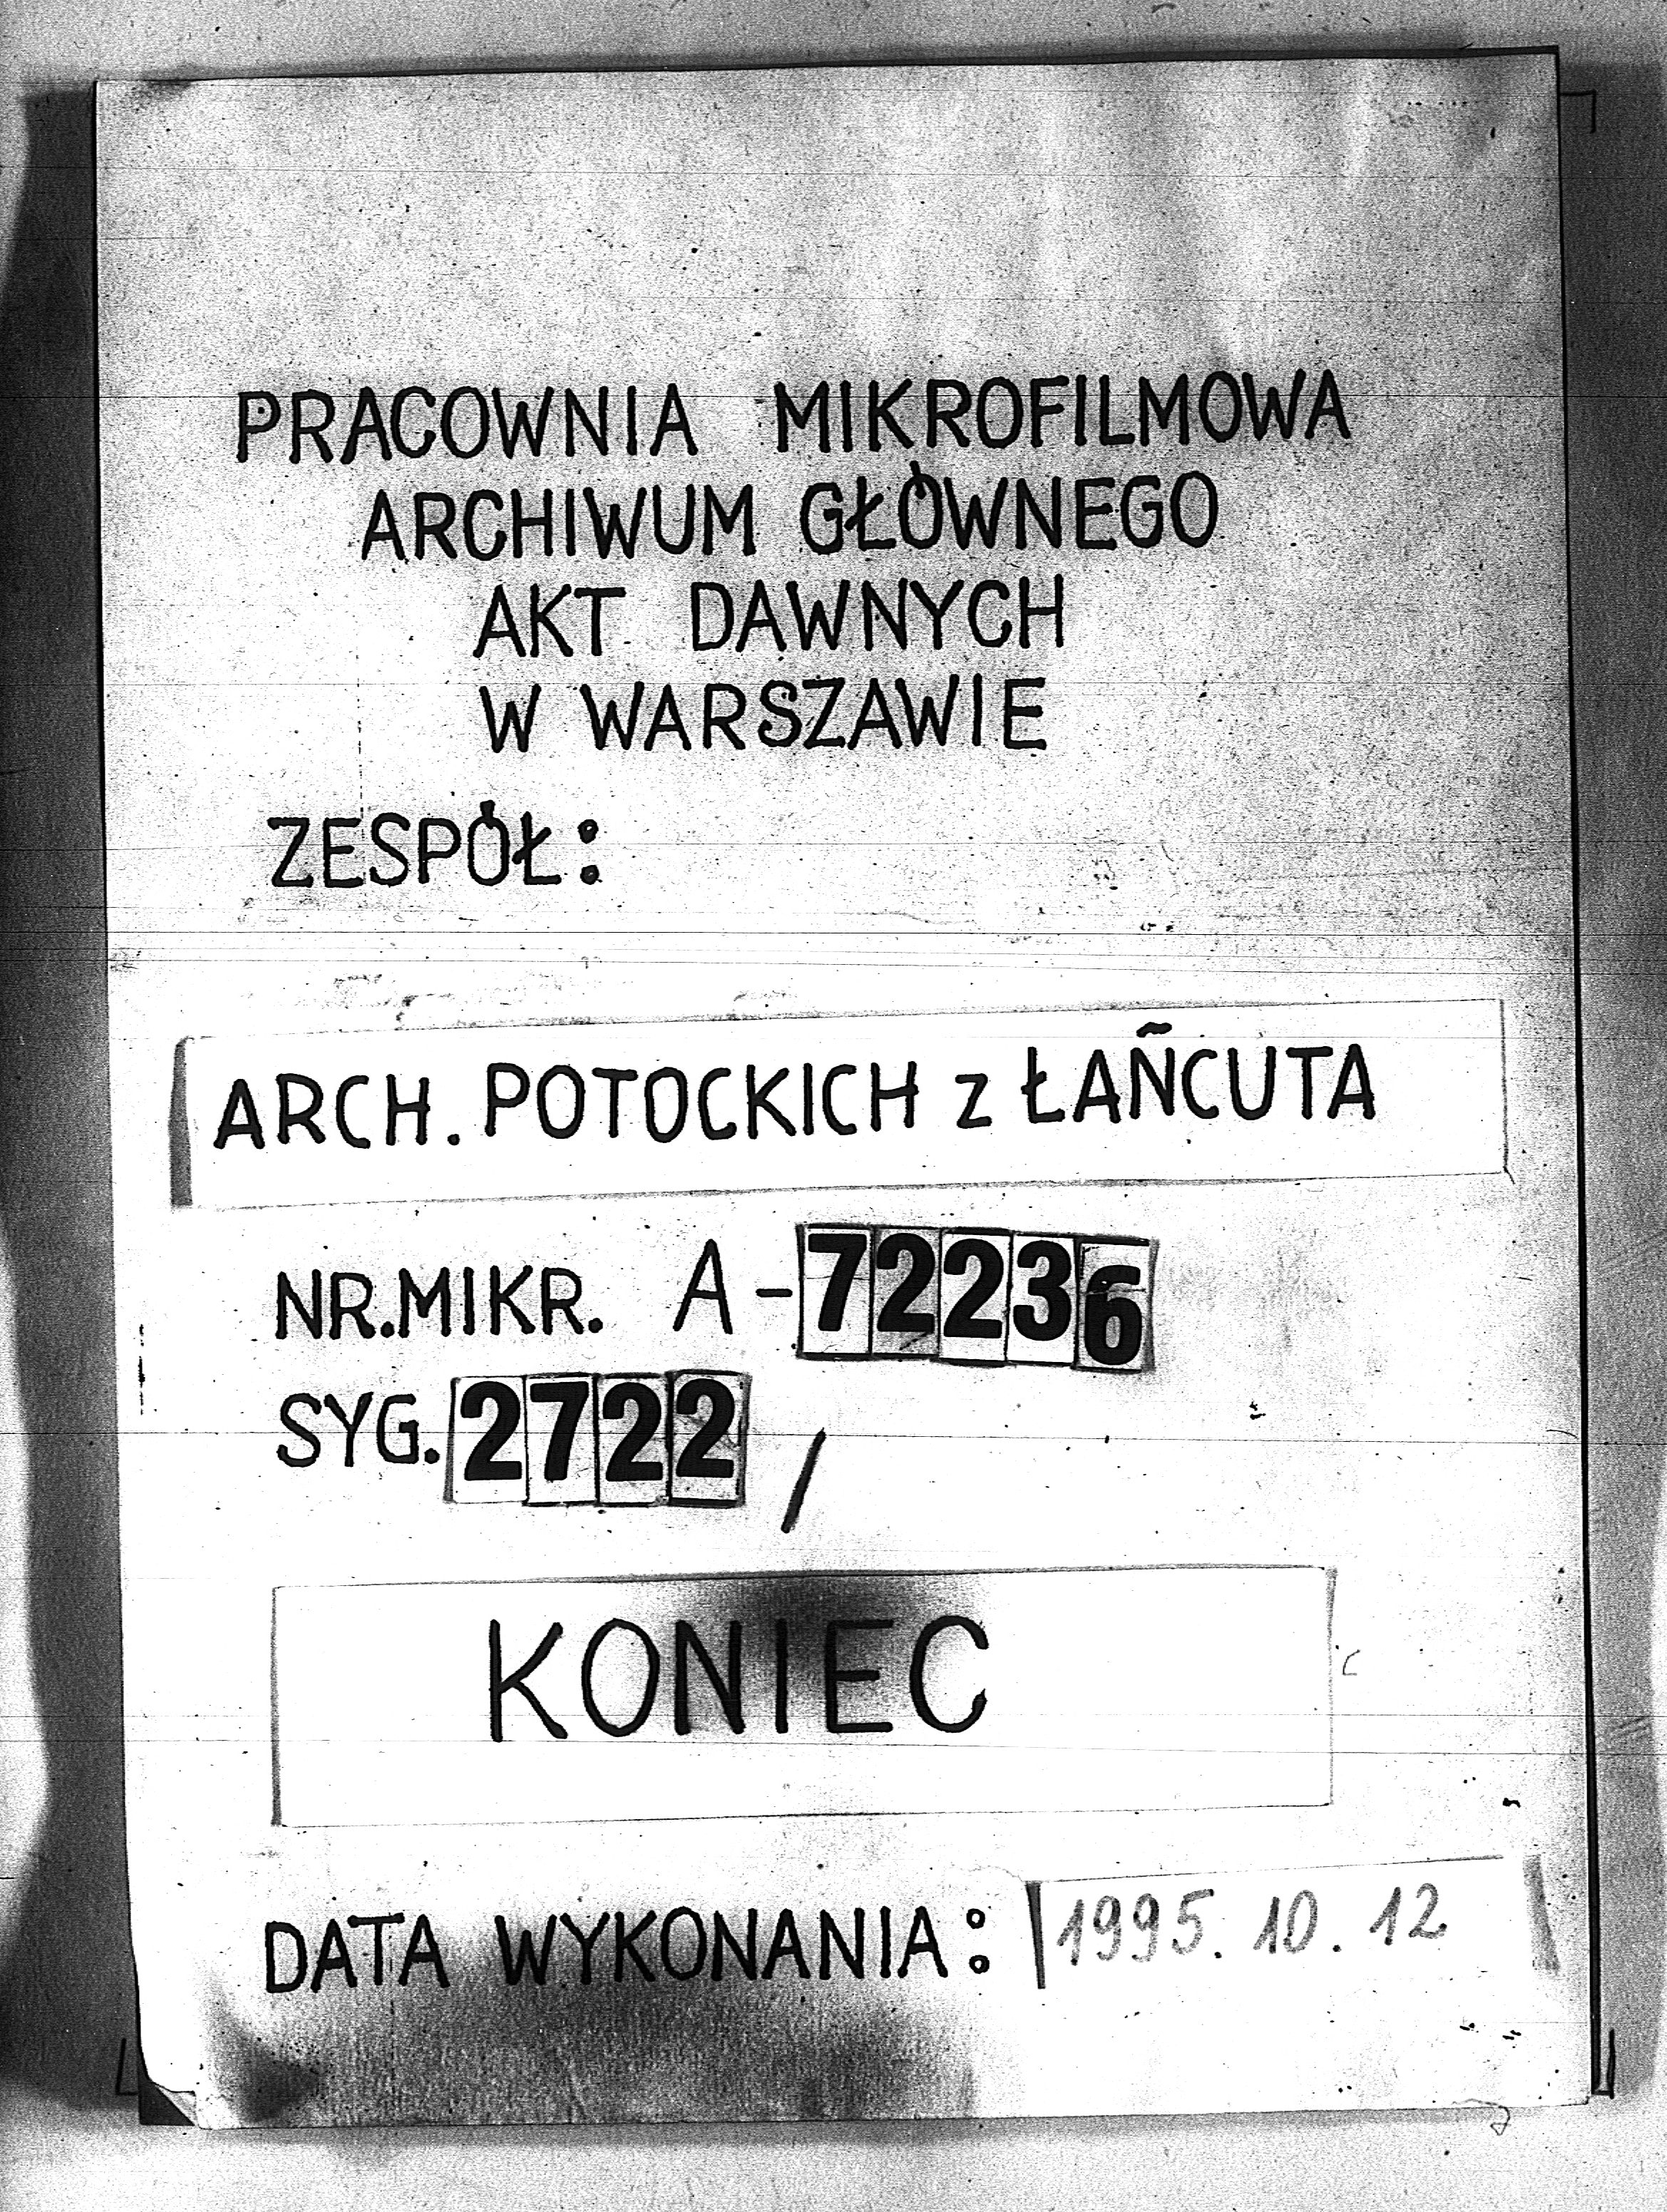 PRACOWNIA MIKROFILMOWA
ARCHIWUM GŁÓWNEGO
AKT DAWNYCH
W WARSZAWIE
ZESPÓŁ:
ARCH. POTOCKICH z ŁAŃCUTA
NR.MIKR. A-72236
SYG. 2722 /
KONIEC
DATA WYKONANIA: 1995.10.12